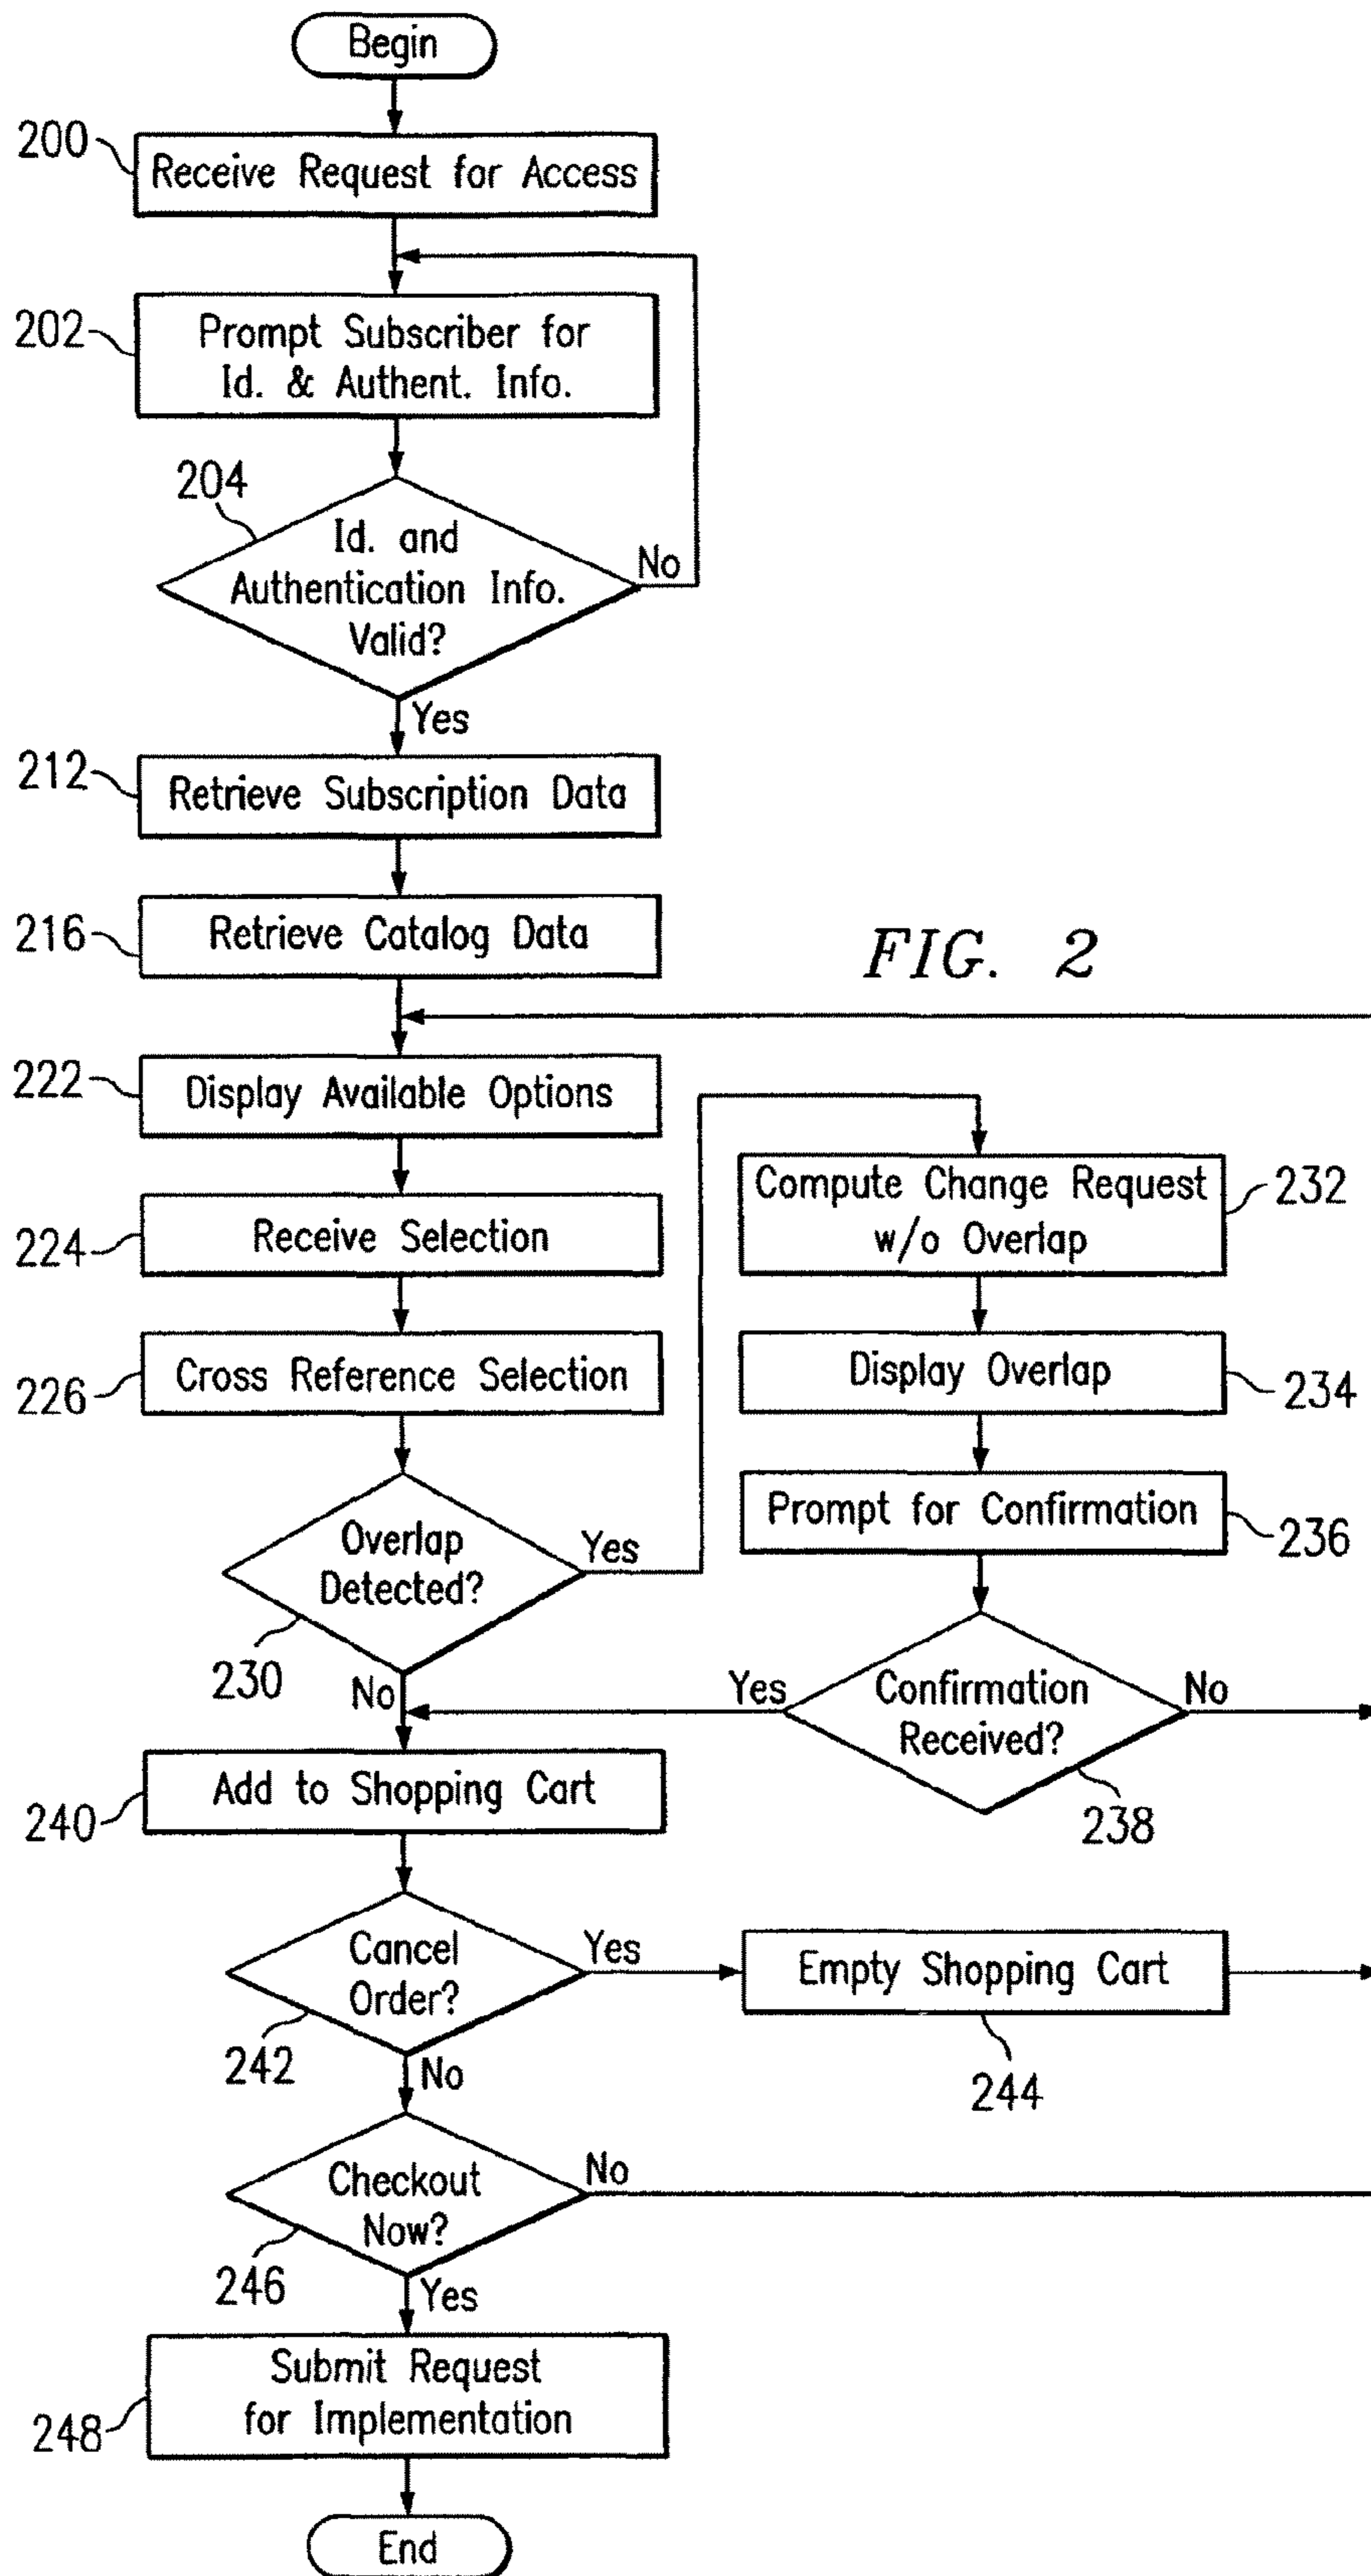 Begin
200
Receive Request for Access
202
Prompt Subscriber for
Id. & Authent. Info.
204
Id. and
Authentication Info.
Valid?
No
Yes
212
Retrieve Subscription Data
216
Retrieve Catalog Data
FIG. 2
222
Display Available Options
224
Receive Selection
226
Cross Reference Selection
Overlap
Detected?
230
Yes
No
Compute Change Request
w/o Overlap
232
Display Overlap
234
Prompt for Confirmation
236
Confirmation
Received?
238
Yes
No
240
Add to Shopping Cart
Cancel
Order?
242
Yes
No
Empty Shopping Cart
244
Checkout
Now?
246
No
Yes
248
Submit Request
for Implementation
End